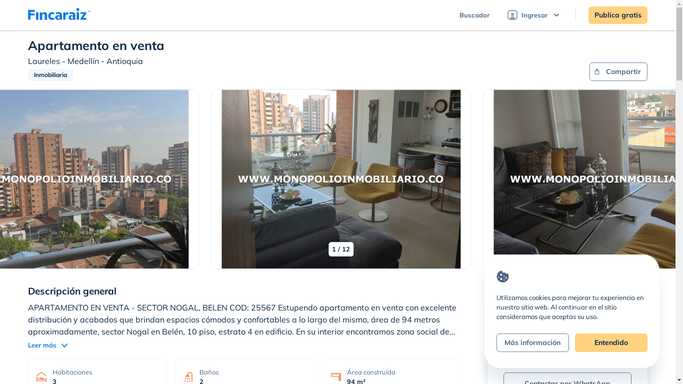 Fincaraiz
Buscador
Ingresar
Publica gratis
Apartamento en venta
Laureles - Medellín - Antioquia
Inmobiliaria
Compartir
MONOPOLIOINMOBILIARIO.CO
WWW.MONOPOLIOINMOBILIARIO.CO
WWW.MONOPOLIOINMOBILIA
1 / 12
Descripción general
APARTAMENTO EN VENTA - SECTOR NOGAL, BELEN COD: 25567 Estupendo apartamento en venta con excelente
distribución y acabados que brindan espacios cómodos y confortables a lo largo del mismo, área de 94 metros
aproximadamente, sector Nogal en Belén, 10 piso, estrato 4 en edificio. En su interior encontramos zona social de...
Leer más
Habitaciones
3
Baños
2
Área construida
94 m²
Utilizamos cookies para mejorar tu experiencia en
nuestro sitio web. Al continuar en el sitio
consideramos que aceptas su uso.
Más información
Entendido
Contactar por WhatsApp